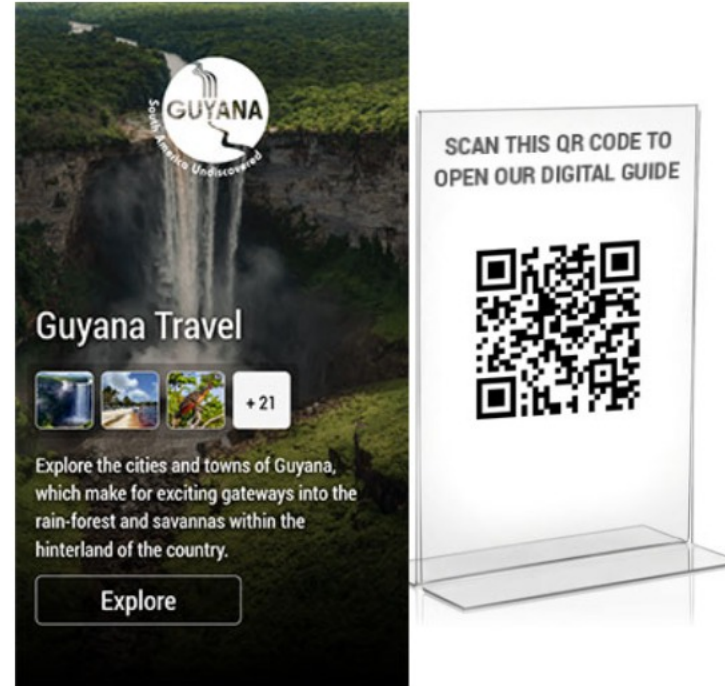 GUYANA
South America Undiscovered
Guyana Travel
+ 21
Explore the cities and towns of Guyana,
which make for exciting gateways into the
rain-forest and savannas within the
hinterland of the country.
Explore
SCAN THIS QR CODE TO
OPEN OUR DIGITAL GUIDE